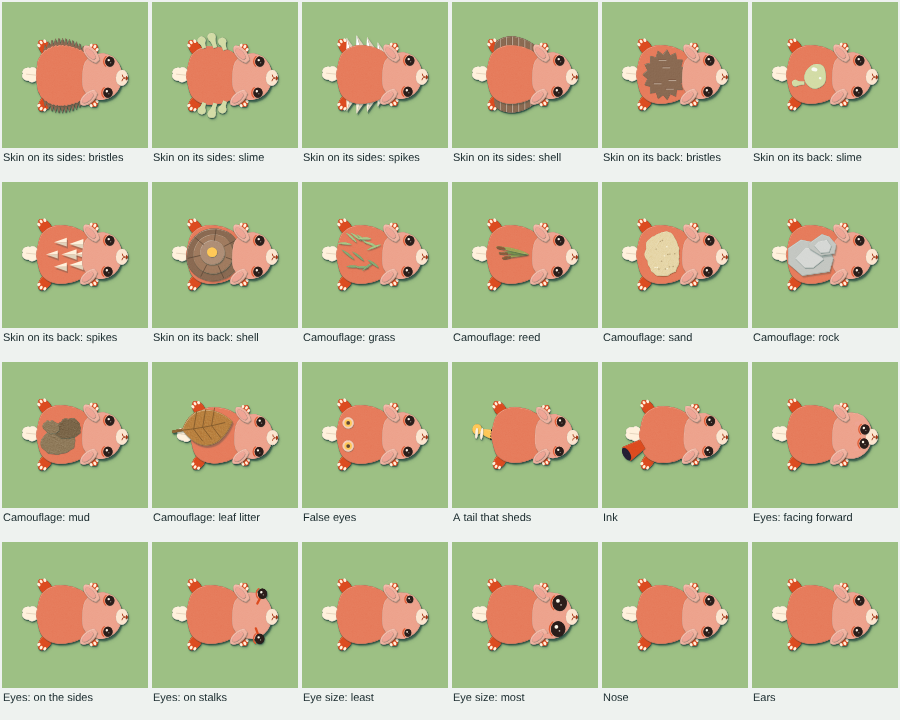 Skin on its sides: bristles
Skin on its sides: slime
Skin on its sides: spikes
Skin on its sides: shell
Skin on its back: bristles
Skin on its back: slime
Skin on its back: spikes
Skin on its back: shell
Camouflage: grass
Camouflage: reed
Camouflage: sand
Camouflage: rock
Camouflage: mud
Camouflage: leaf litter
False eyes
A tail that sheds
Ink
Eyes: facing forward
Eyes: on the sides
Eyes: on stalks
Eye size: least
Eye size: most
Nose
Ears